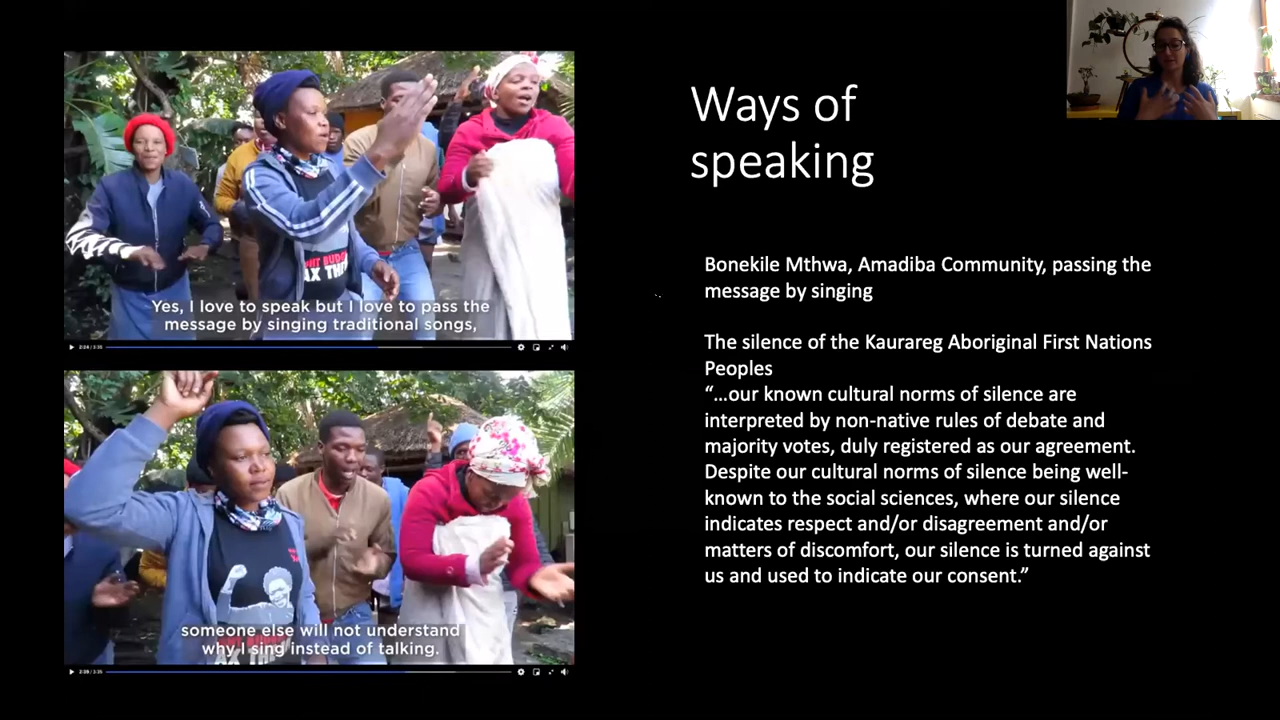 Ways of
speaking
Yes, I love to speak but I love to pass the
message by singing traditional songs,
someone else will not understand
why I sing instead of talking.
Bonekile Mthwa, Amadiba Community, passing the
message by singing
The silence of the Kaurareg Aboriginal First Nations
Peoples
“…our known cultural norms of silence are
interpreted by non-native rules of debate and
majority votes, duly registered as our agreement.
Despite our cultural norms of silence being well-
known to the social sciences, where our silence
indicates respect and/or disagreement and/or
matters of discomfort, our silence is turned against
us and used to indicate our consent.”